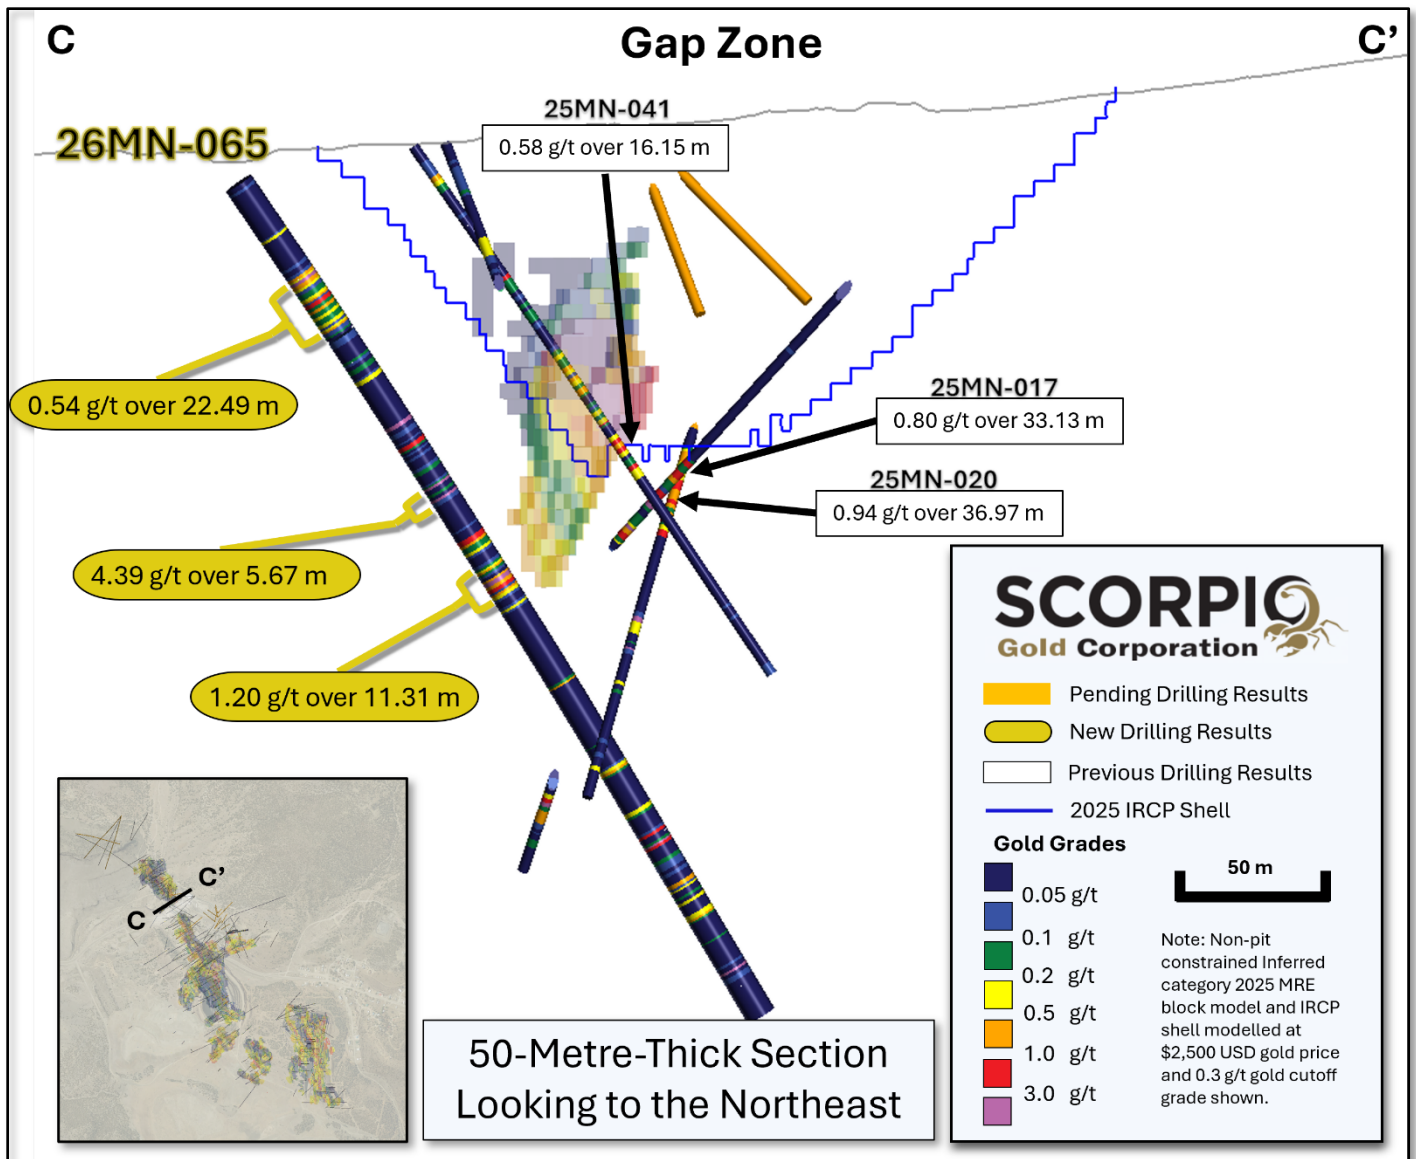 C
Gap Zone
C’
26MN-065
25MN-041
0.58 g/t over 16.15 m
25MN-017
0.80 g/t over 33.13 m
25MN-020
0.94 g/t over 36.97 m
0.54 g/t over 22.49 m
4.39 g/t over 5.67 m
1.20 g/t over 11.31 m
C’
C
50-Metre-Thick Section
Looking to the Northeast
SCORPIO
Gold Corporation
Pending Drilling Results
New Drilling Results
Previous Drilling Results
2025 IRCP Shell
Gold Grades
0.05 g/t
0.1 g/t
0.2 g/t
0.5 g/t
1.0 g/t
3.0 g/t
50 m
Note: Non-pit
constrained Inferred
category 2025 MRE
block model and IRCP
shell modelled at
$2,500 USD gold price
and 0.3 g/t gold cutoff
grade shown.